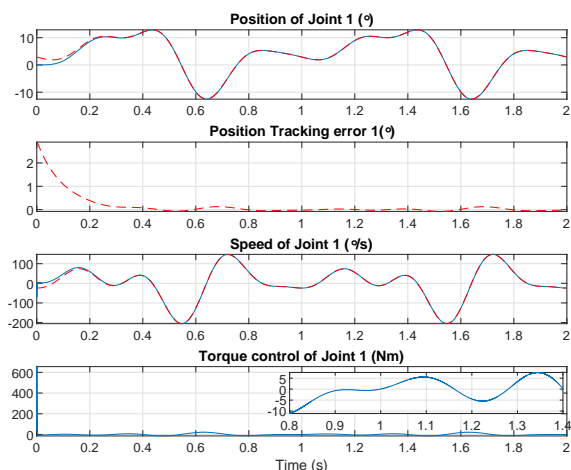 Position of Joint 1 (°)
10
0
-10
0 0.2 0.4 0.6 0.8 1 1.2 1.4 1.6 1.8 2
Position Tracking error 1(°)
2
1
0
0 0.2 0.4 0.6 0.8 1 1.2 1.4 1.6 1.8 2
Speed of Joint 1 (°/s)
100
0
-100
-200
0 0.2 0.4 0.6 0.8 1 1.2 1.4 1.6 1.8 2
Torque control of Joint 1 (Nm)
600
400
200
0
5
0
-5
-10
0.8 0.9 1 1.1 1.2 1.3 1.4
0 0.2 0.4 0.6 0.8 1 1.2 1.4 1.6 1.8 2
Time (s)